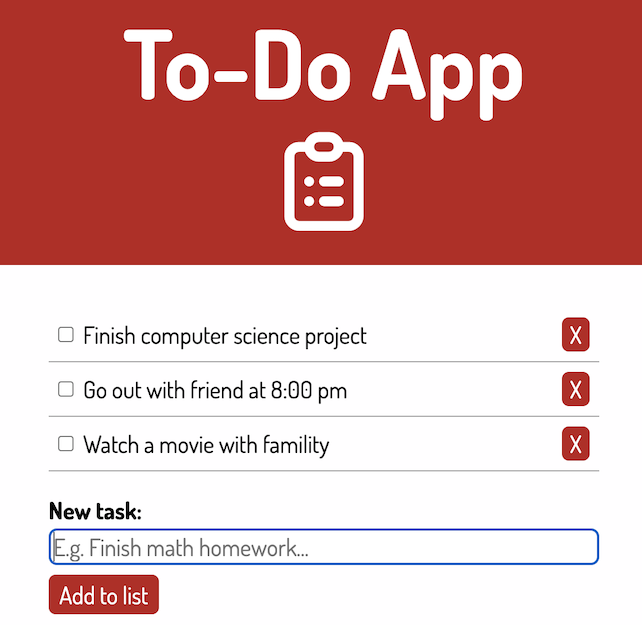 To-Do App
Finish computer science project X
Go out with friend at 8:00 pm X
Watch a movie with famility X
New task:
E.g. Finish math homework...
Add to list